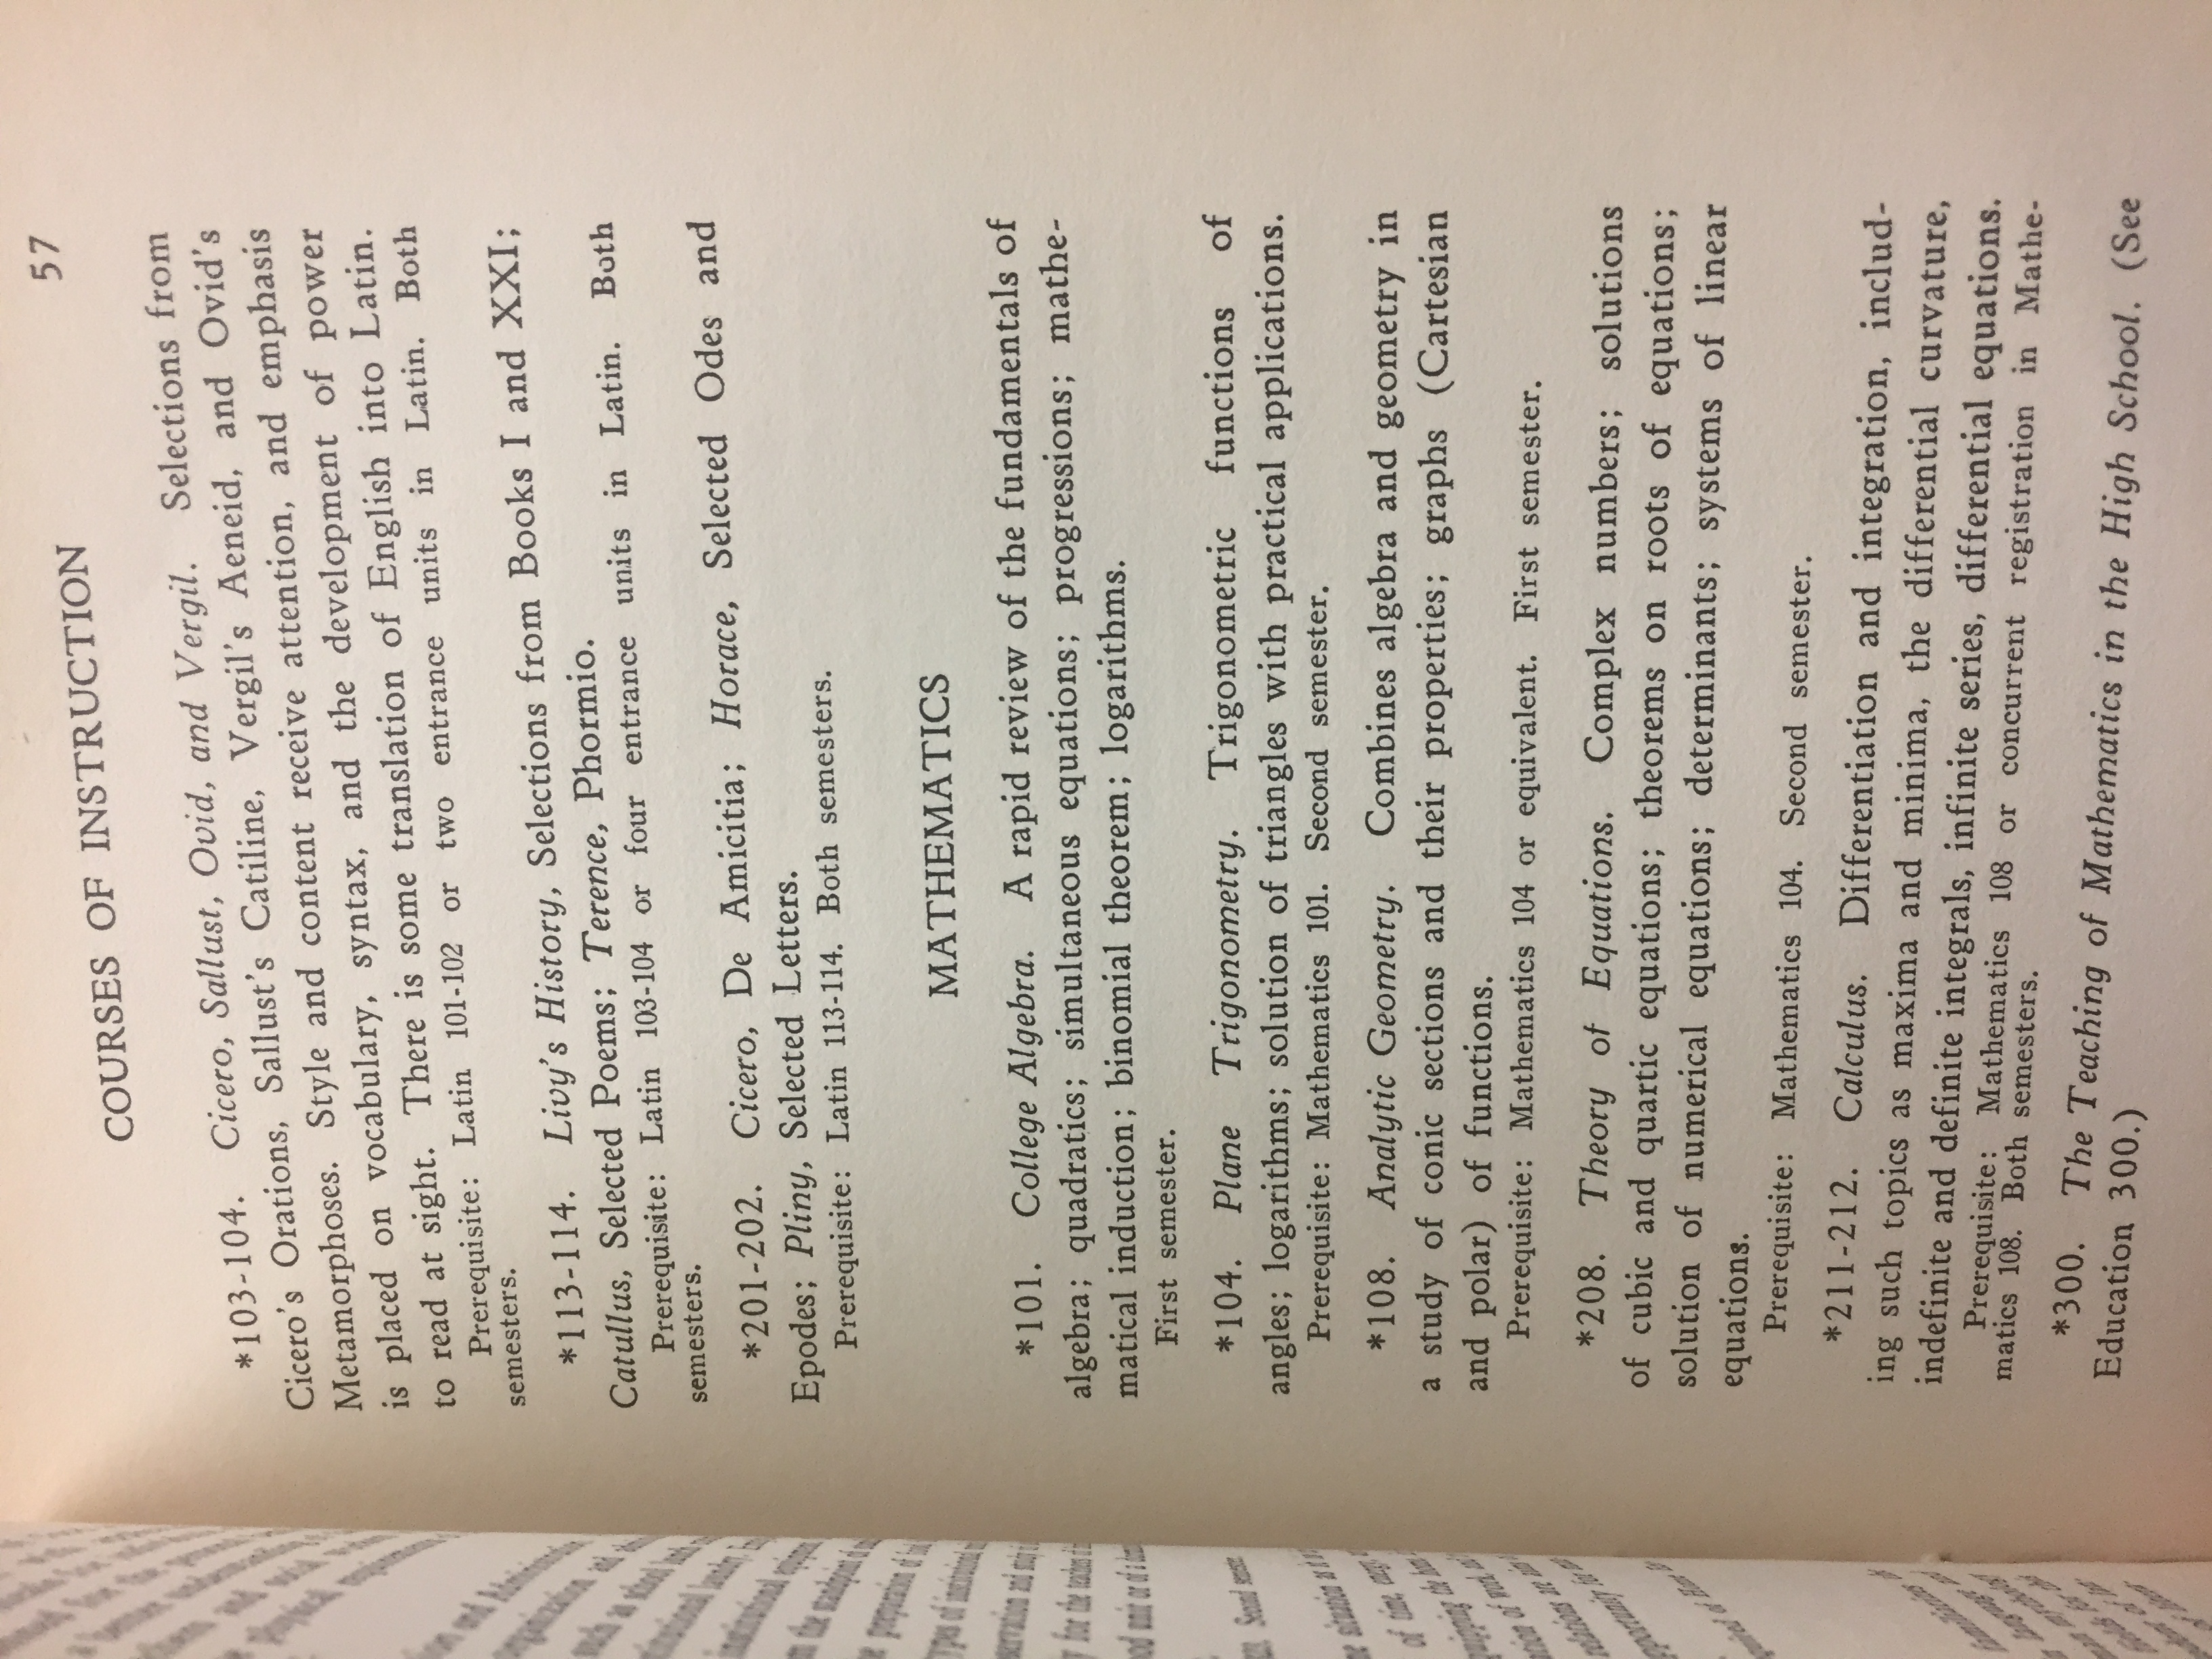 COURSES OF INSTRUCTION 57
*103-104. Cicero, Sallust, Ovid, and Vergil. Selections from
Cicero's Orations, Sallust's Catiline, Vergil's Aeneid, and Ovid's
Metamorphoses. Style and content receive attention, and emphasis
is placed on vocabulary, syntax, and the development of power
to read at sight. There is some translation of English into Latin.
Prerequisite: Latin 101-102 or two entrance units in Latin. Both
semesters.
*113-114. Livy's History, Selections from Books I and XXI;
Catullus, Selected Poems; Terence, Phormio.
Prerequisite: Latin 103-104 or four entrance units in Latin. Both
semesters.
*201-202. Cicero, De Amicitia; Horace, Selected Odes and
Epodes; Pliny, Selected Letters.
Prerequisite: Latin 113-114. Both semesters.
MATHEMATICS
*101. College Algebra. A rapid review of the fundamentals of
algebra; quadratics; simultaneous equations; progressions; mathe-
matical induction; binomial theorem; logarithms.
First semester.
*104. Plane Trigonometry. Trigonometric functions of
angles; logarithms; solution of triangles with practical applications.
Prerequisite: Mathematics 101. Second semester.
*108. Analytic Geometry. Combines algebra and geometry in
a study of conic sections and their properties; graphs (Cartesian
and polar) of functions.
Prerequisite: Mathematics 104 or equivalent. First semester.
*208. Theory of Equations. Complex numbers; solutions
of cubic and quartic equations; theorems on roots of equations;
solution of numerical equations; determinants; systems of linear
equations.
Prerequisite: Mathematics 104. Second semester.
*211-212. Calculus. Differentiation and integration, includ-
ing such topics as maxima and minima, the differential curvature,
indefinite and definite integrals, infinite series, differential equations.
Prerequisite: Mathematics 108 or concurrent registration in Mathe-
matics 108. Both semesters.
*300. The Teaching of Mathematics in the High School. (See
Education 300.)